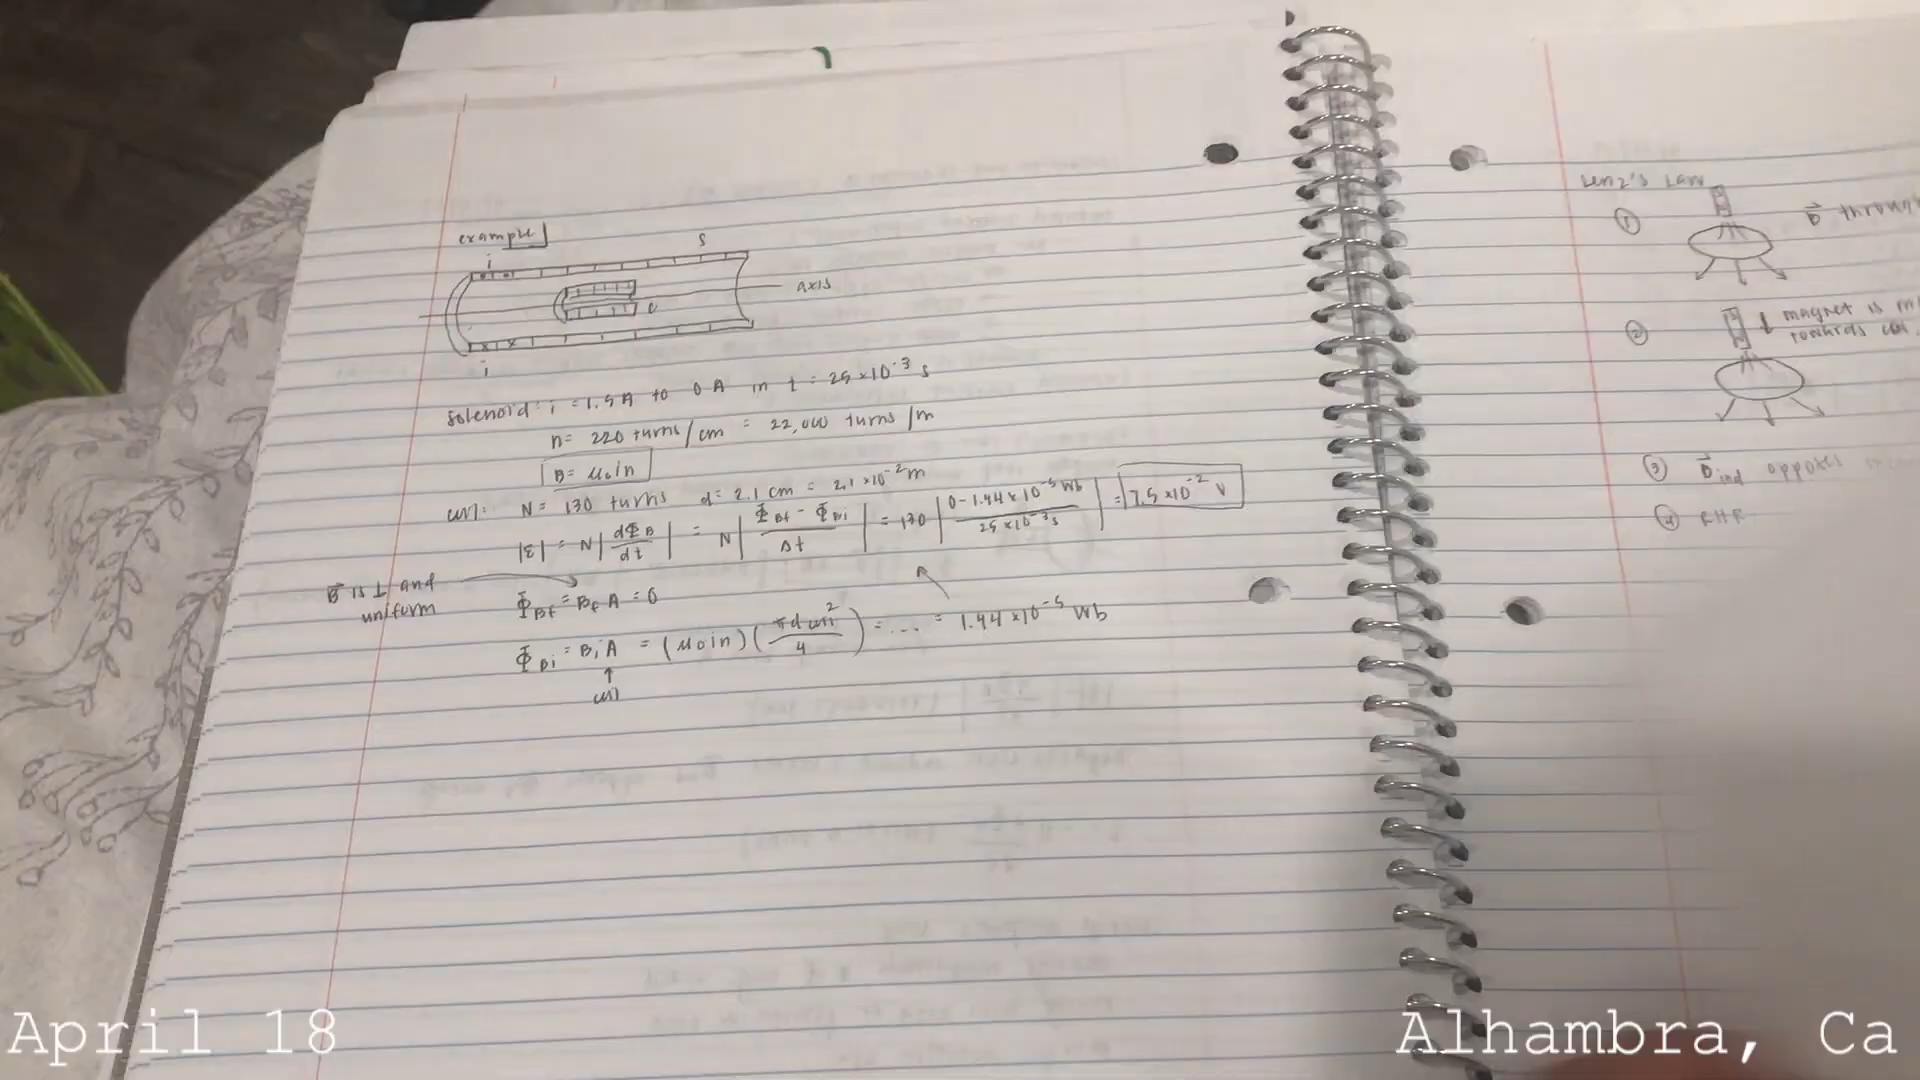 example
S
i
axis
c
i
solenoid: i = 1.5A to 0 A in t = 25×10⁻³ s
n = 220 turns/cm = 22,000 turns/m
B = μ₀in
coil: N = 130 turns d = 2.1 cm = 2.1×10⁻² m
|ε| = N|dΦB/dt| = N|ΦBf - ΦBi/Δt| = 130|0 - 1.44×10⁻⁵ Wb/25×10⁻³ s| = 7.5×10⁻² V
B⃗ is ⊥ and uniform
ΦBf = Bf A = 0
ΦBi = Bi A = (μ₀in)(πdcoil²/4) = ... = 1.44×10⁻⁵ Wb
↑
coil
Lenz's Law
① B⃗ through
② ↓ magnet is
towards
③ B⃗ind opposes
④ RHR
April 18
Alhambra, Ca